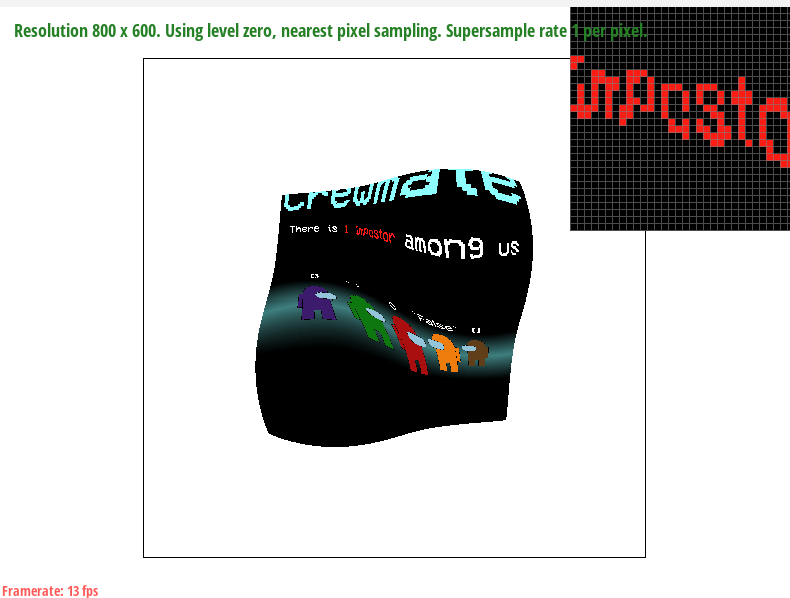 Resolution 800 x 600. Using level zero, nearest pixel sampling. Supersample rate 1 per pixel.
imposto
Crewmate
There is 1 impostor among us
Framerate: 13 fps